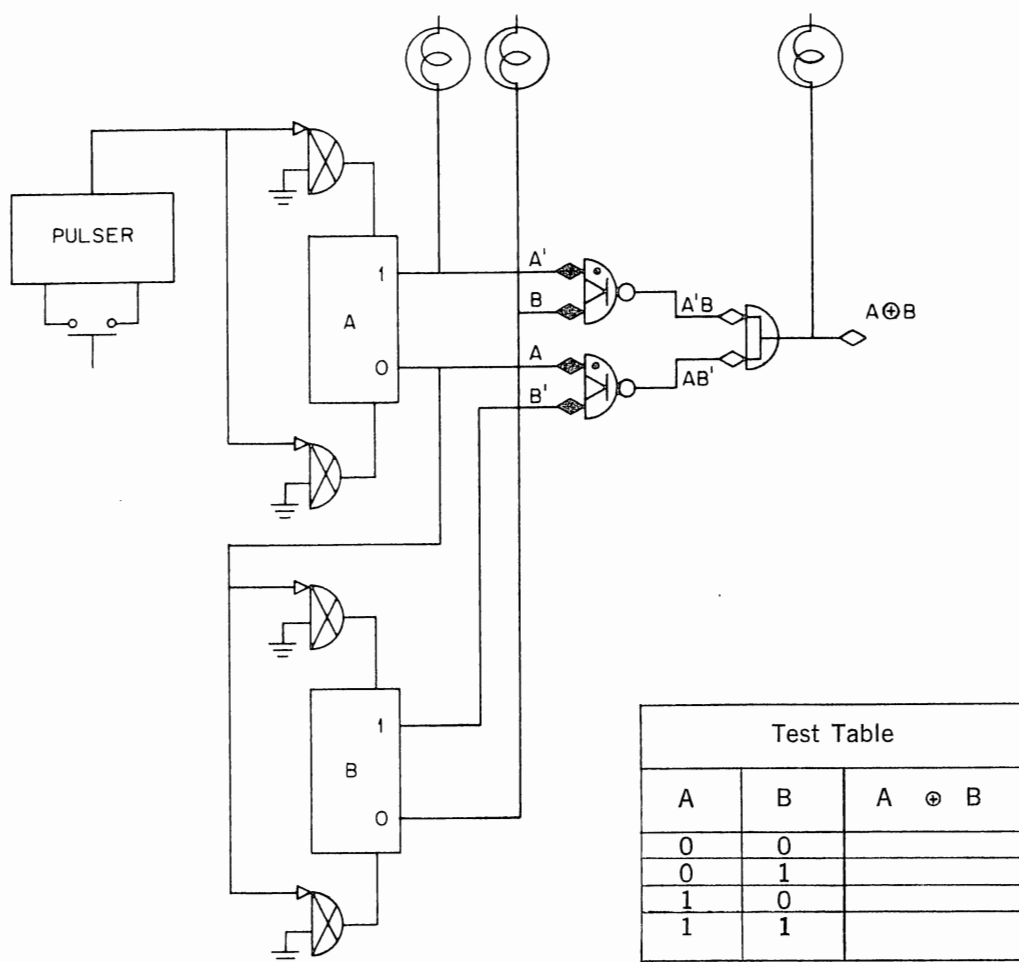 PULSER
1
A
0
A'
B
A
B'
A'B
AB'
A⊕B
1
B
0
Test Table
A B A ⊕ B
0 0
0 1
1 0
1 1